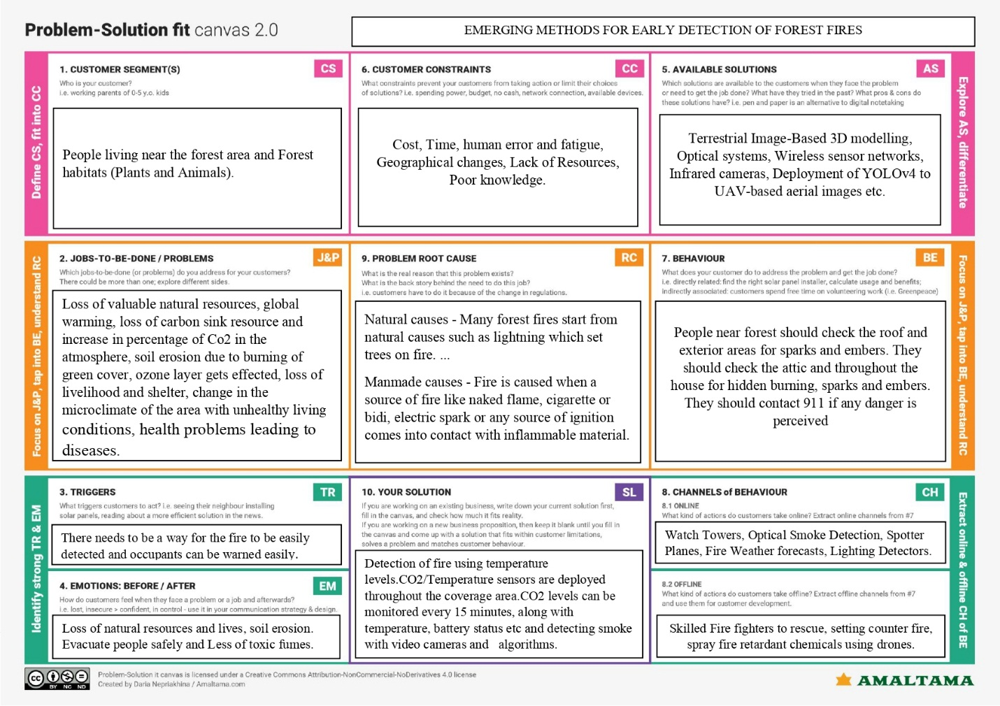 Problem-Solution fit canvas 2.0
EMERGING METHODS FOR EARLY DETECTION OF FOREST FIRES
Define CS, fit into CC
1. CUSTOMER SEGMENT(S)
CS
Who is your customer?
i.e. working parents of 0-5 y.o. kids
People living near the forest area and Forest
habitats (Plants and Animals).
6. CUSTOMER CONSTRAINTS
CC
What constraints prevent your customers from taking action or limit their choices
of solutions? i.e. spending power, budget, no cash, network connection, available devices.
Cost, Time, human error and fatigue,
Geographical changes, Lack of Resources,
Poor knowledge.
5. AVAILABLE SOLUTIONS
AS
Which solutions are available to the customers when they face the problem
or need to get the job done? What have they tried in the past? What pros & cons do
these solutions have? i.e. pen and paper is an alternative to digital notetaking
Terrestrial Image-Based 3D modelling,
Optical systems, Wireless sensor networks,
Infrared cameras, Deployment of YOLOv4 to
UAV-based aerial images etc.
Explore AS, differentiate
Focus on J&P, tap into BE, understand RC
2. JOBS-TO-BE-DONE / PROBLEMS
J&P
Which jobs-to-be-done (or problems) do you address for your customers?
There could be more than one; explore different sides.
Loss of valuable natural resources, global
warming, loss of carbon sink resource and
increase in percentage of Co2 in the
atmosphere, soil erosion due to burning of
green cover, ozone layer gets effected, loss of
livelihood and shelter, change in the
microclimate of the area with unhealthy living
conditions, health problems leading to
diseases.
9. PROBLEM ROOT CAUSE
RC
What is the real reason that this problem exists?
What is the back story behind the need to do this job?
i.e. customers have to do it because of the change in regulations.
Natural causes - Many forest fires start from
natural causes such as lightning which set
trees on fire. ...
Manmade causes - Fire is caused when a
source of fire like naked flame, cigarette or
bidi, electric spark or any source of ignition
comes into contact with inflammable material.
7. BEHAVIOUR
BE
What does your customer do to address the problem and get the job done?
i.e. directly related: find the right solar panel installer, calculate usage and benefits;
indirectly associated: customers spend free time on volunteering work (i.e. Greenpeace)
People near forest should check the roof and
exterior areas for sparks and embers. They
should check the attic and throughout the
house for hidden burning, sparks and embers.
They should contact 911 if any danger is
perceived
Focus on J&P, tap into BE, understand RC
Identify strong TR & EM
3. TRIGGERS
TR
What triggers customers to act? i.e. seeing their neighbour installing
solar panels, reading about a more efficient solution in the news.
There needs to be a way for the fire to be easily
detected and occupants can be warned easily.
4. EMOTIONS: BEFORE / AFTER
EM
How do customers feel when they face a problem or a job and afterwards?
i.e. lost, insecure > confident, in control - use it in your communication strategy & design.
Loss of natural resources and lives, soil erosion.
Evacuate people safely and Less of toxic fumes.
10. YOUR SOLUTION
SL
If you are working on an existing business, write down your current solution first,
fill in the canvas, and check how much it fits reality.
If you are working on a new business proposition, then keep it blank until you fill in
the canvas and come up with a solution that fits within customer limitations,
solves a problem and matches customer behaviour.
Detection of fire using temperature
levels.CO2/Temperature sensors are deployed
throughout the coverage area.CO2 levels can be
monitored every 15 minutes, along with
temperature, battery status etc and detecting smoke
with video cameras and algorithms.
8. CHANNELS of BEHAVIOUR
CH
8.1 ONLINE
What kind of actions do customers take online? Extract online channels from #7
Watch Towers, Optical Smoke Detection, Spotter
Planes, Fire Weather forecasts, Lighting Detectors.
8.2 OFFLINE
What kind of actions do customers take offline? Extract offline channels from #7
and use them for customer development.
Skilled Fire fighters to rescue, setting counter fire,
spray fire retardant chemicals using drones.
Extract online & offline CH of BE
CC BY NC ND
Problem-Solution it canvas is licensed under a Creative Commons Attribution-NonCommercial-NoDerivatives 4.0 license
Created by Daria Nepriakhina / Amaltama.com
AMALTAMA